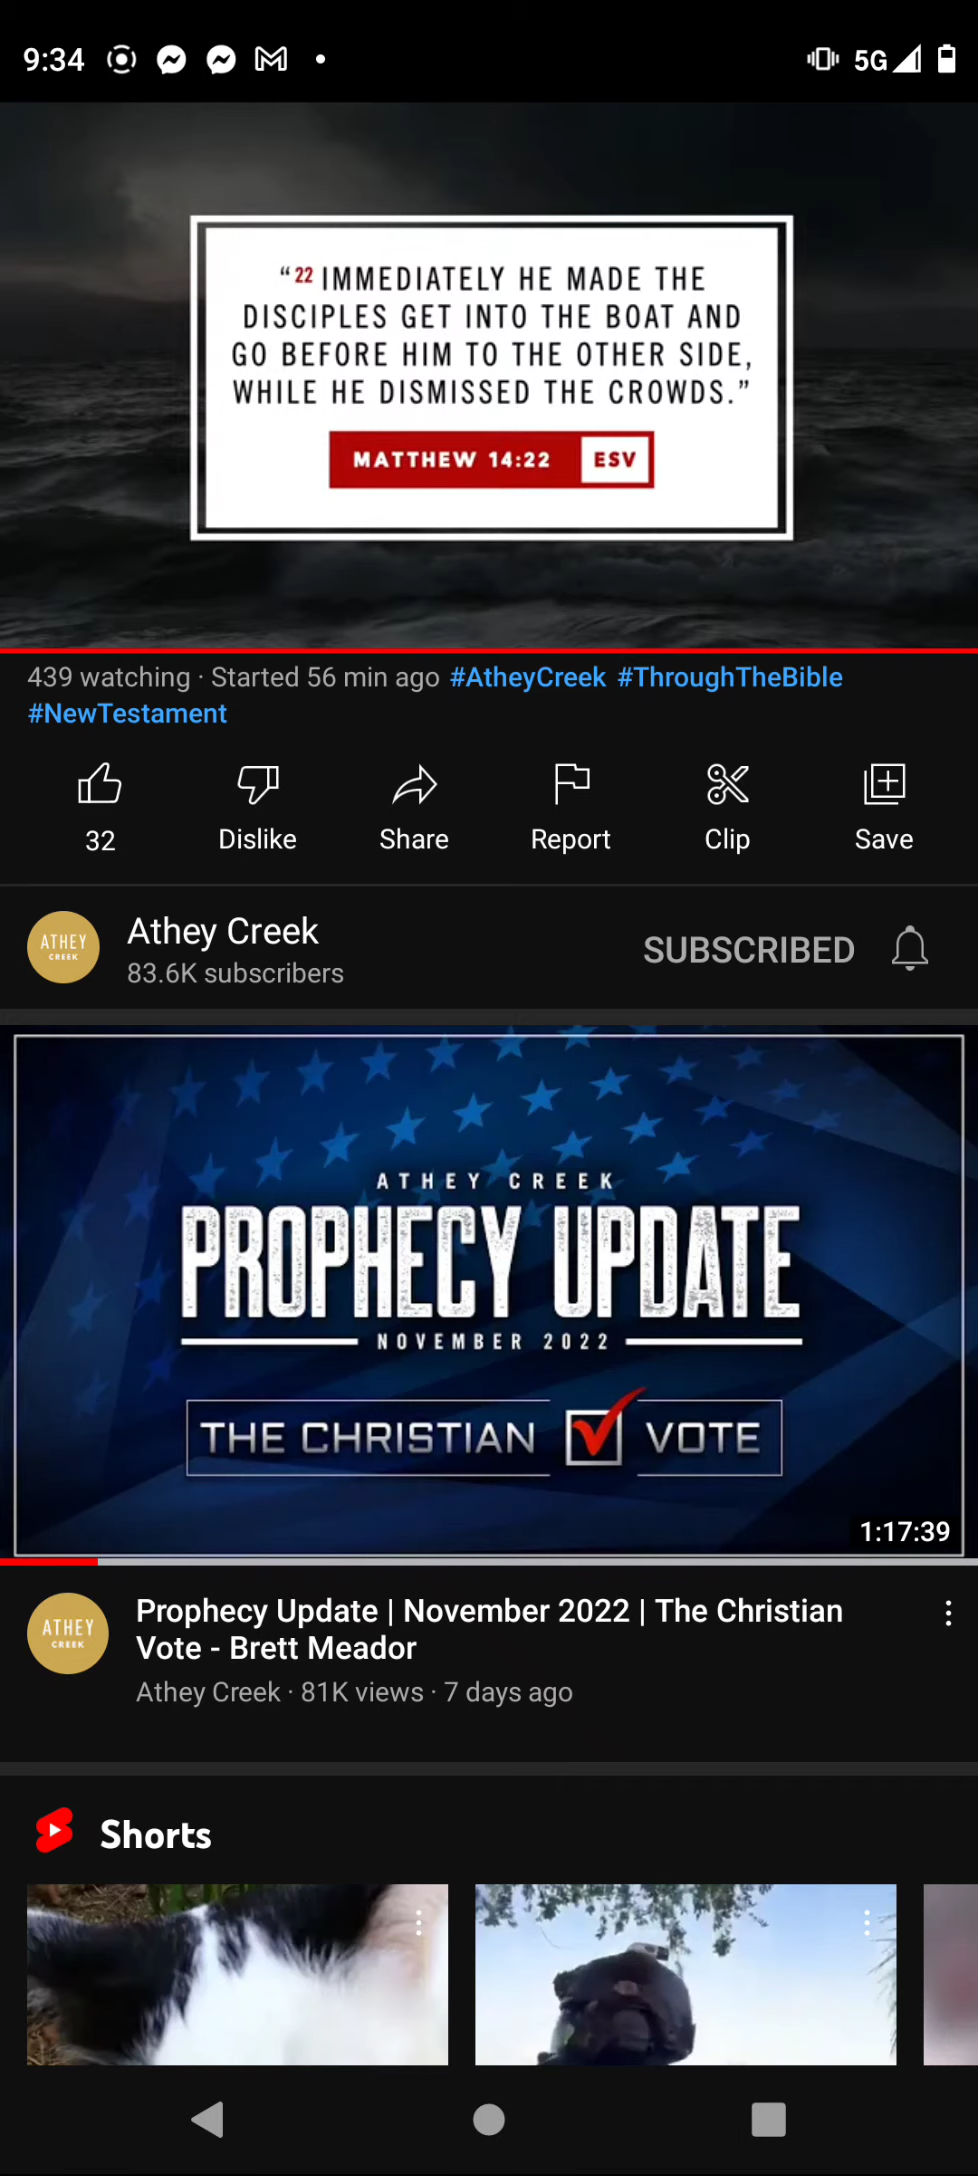 9:34
5G
“22 IMMEDIATELY HE MADE THE
DISCIPLES GET INTO THE BOAT AND
GO BEFORE HIM TO THE OTHER SIDE,
WHILE HE DISMISSED THE CROWDS.”
MATTHEW 14:22 ESV
439 watching · Started 56 min ago #AtheyCreek #ThroughTheBible
#NewTestament
32 Dislike Share Report Clip Save
ATHEY
CREEK
Athey Creek
83.6K subscribers
SUBSCRIBED
ATHEY CREEK
PROPHECY UPDATE
NOVEMBER 2022
THE CHRISTIAN VOTE
1:17:39
ATHEY
CREEK
Prophecy Update | November 2022 | The Christian
Vote - Brett Meador
Athey Creek · 81K views · 7 days ago
Shorts